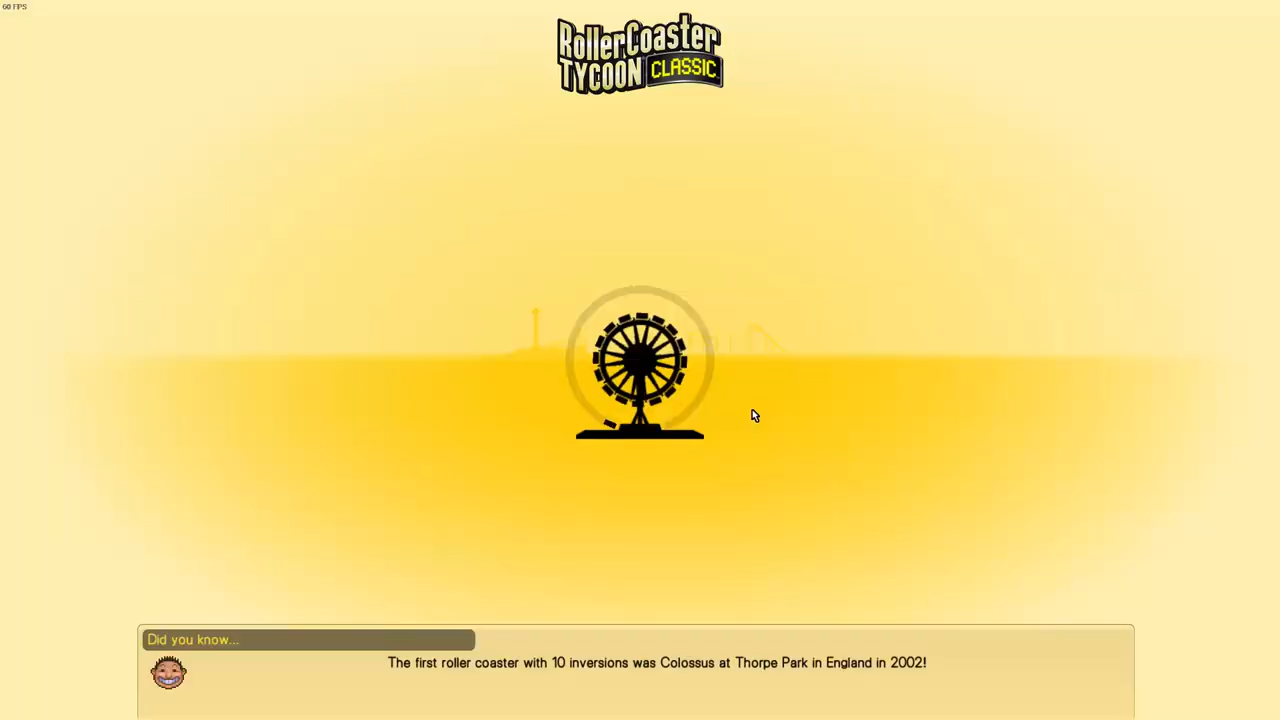 60 FPS
RollerCoaster
TYCOON CLASSIC
Did you know...
The first roller coaster with 10 inversions was Colossus at Thorpe Park in England in 2002!